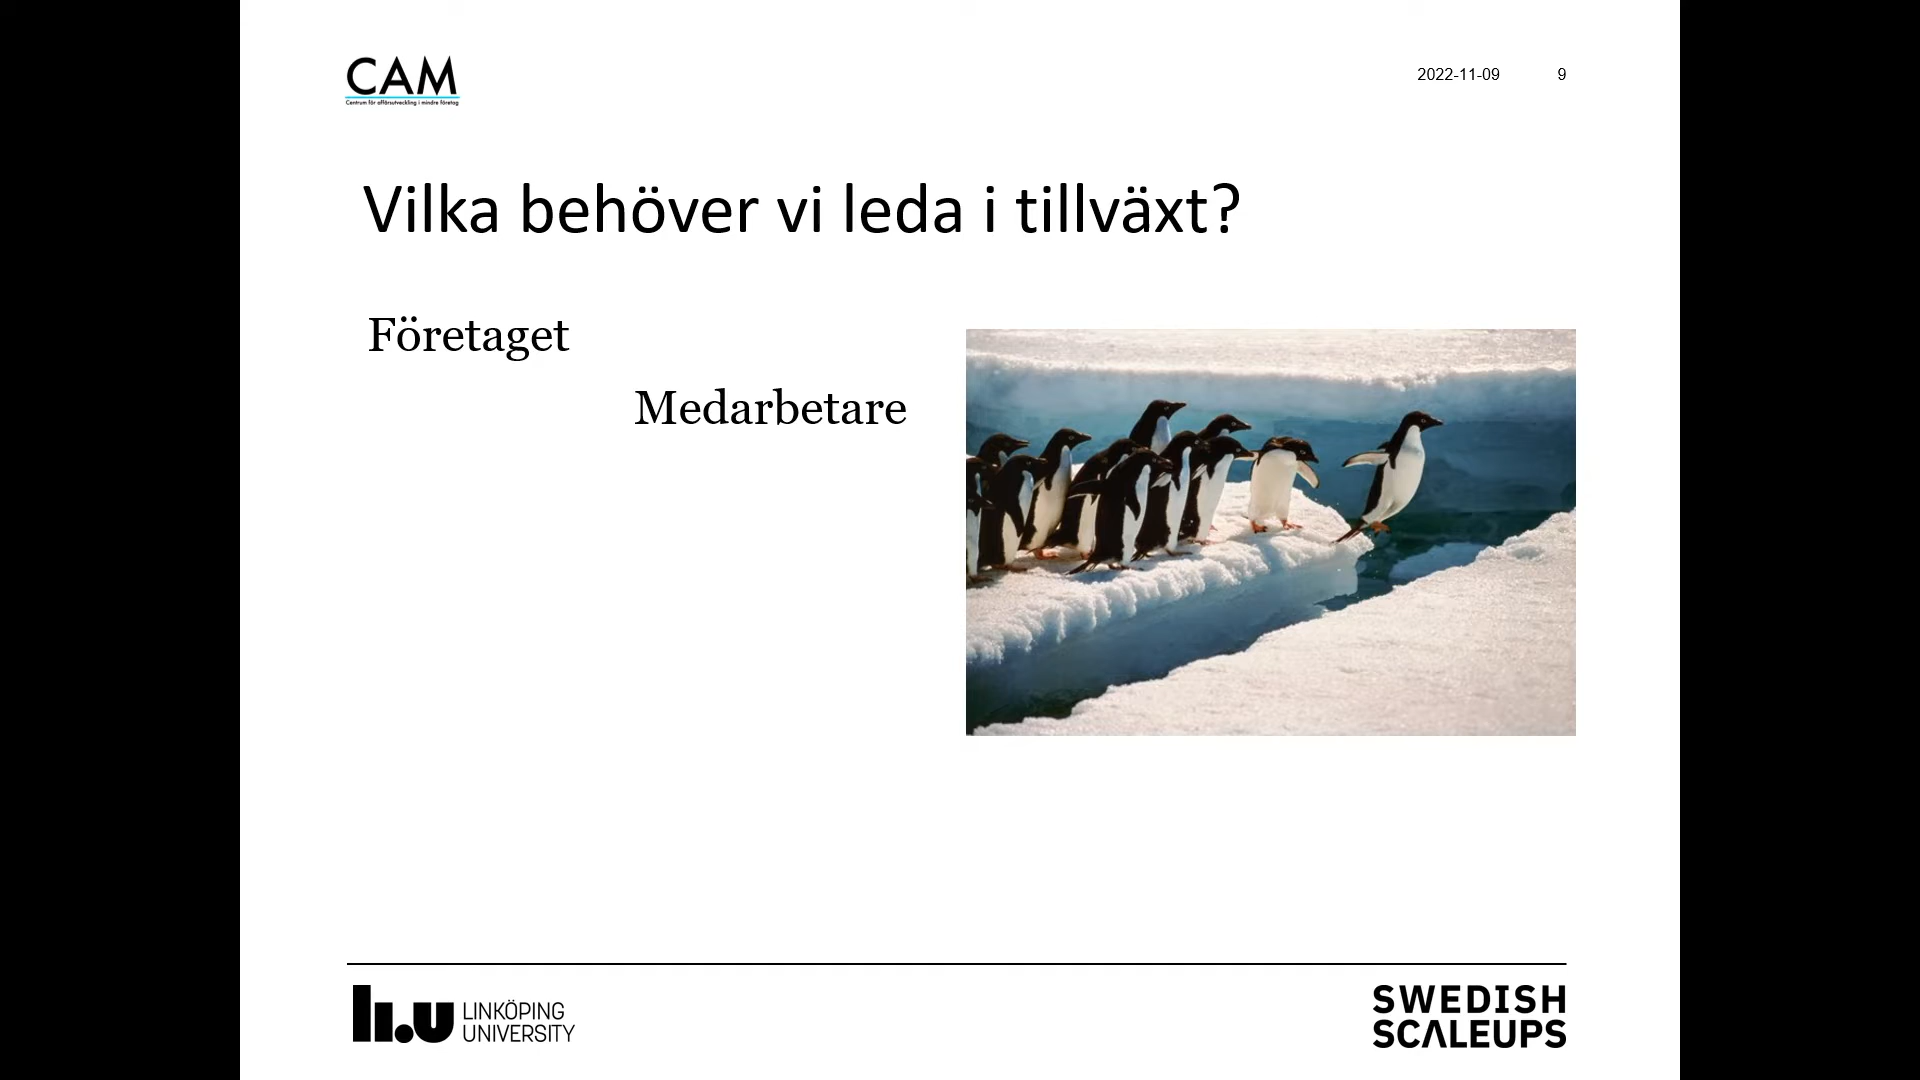 CAM
Centrum för affärsutveckling i mindre företag
2022-11-09 9
Vilka behöver vi leda i tillväxt?
Företaget
Medarbetare
li.u LINKÖPING
UNIVERSITY
SWEDISH
SCALEUPS